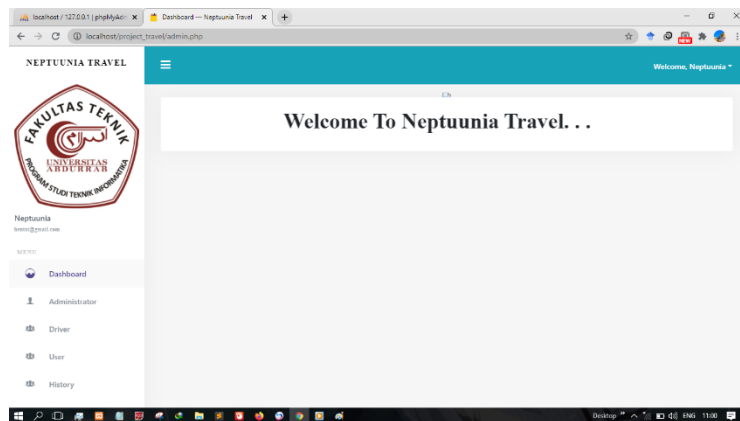 localhost / 127.0.0.1 | phpMyAdm
Dashboard — Neptuunia Travel
localhost/project_travel/admin.php
NEW
NEPTUUNIA TRAVEL
Welcome, Neptuunia
Welcome To Neptuunia Travel. . .
FAKULTAS TEKNIK
UNIVERSITAS
ABDURRAB
PROGRAM STUDI TEKNIK INFORMATIKA
Neptuunia
MENU
Dashboard
Administrator
Driver
User
History
Desktop
ENG
11:00